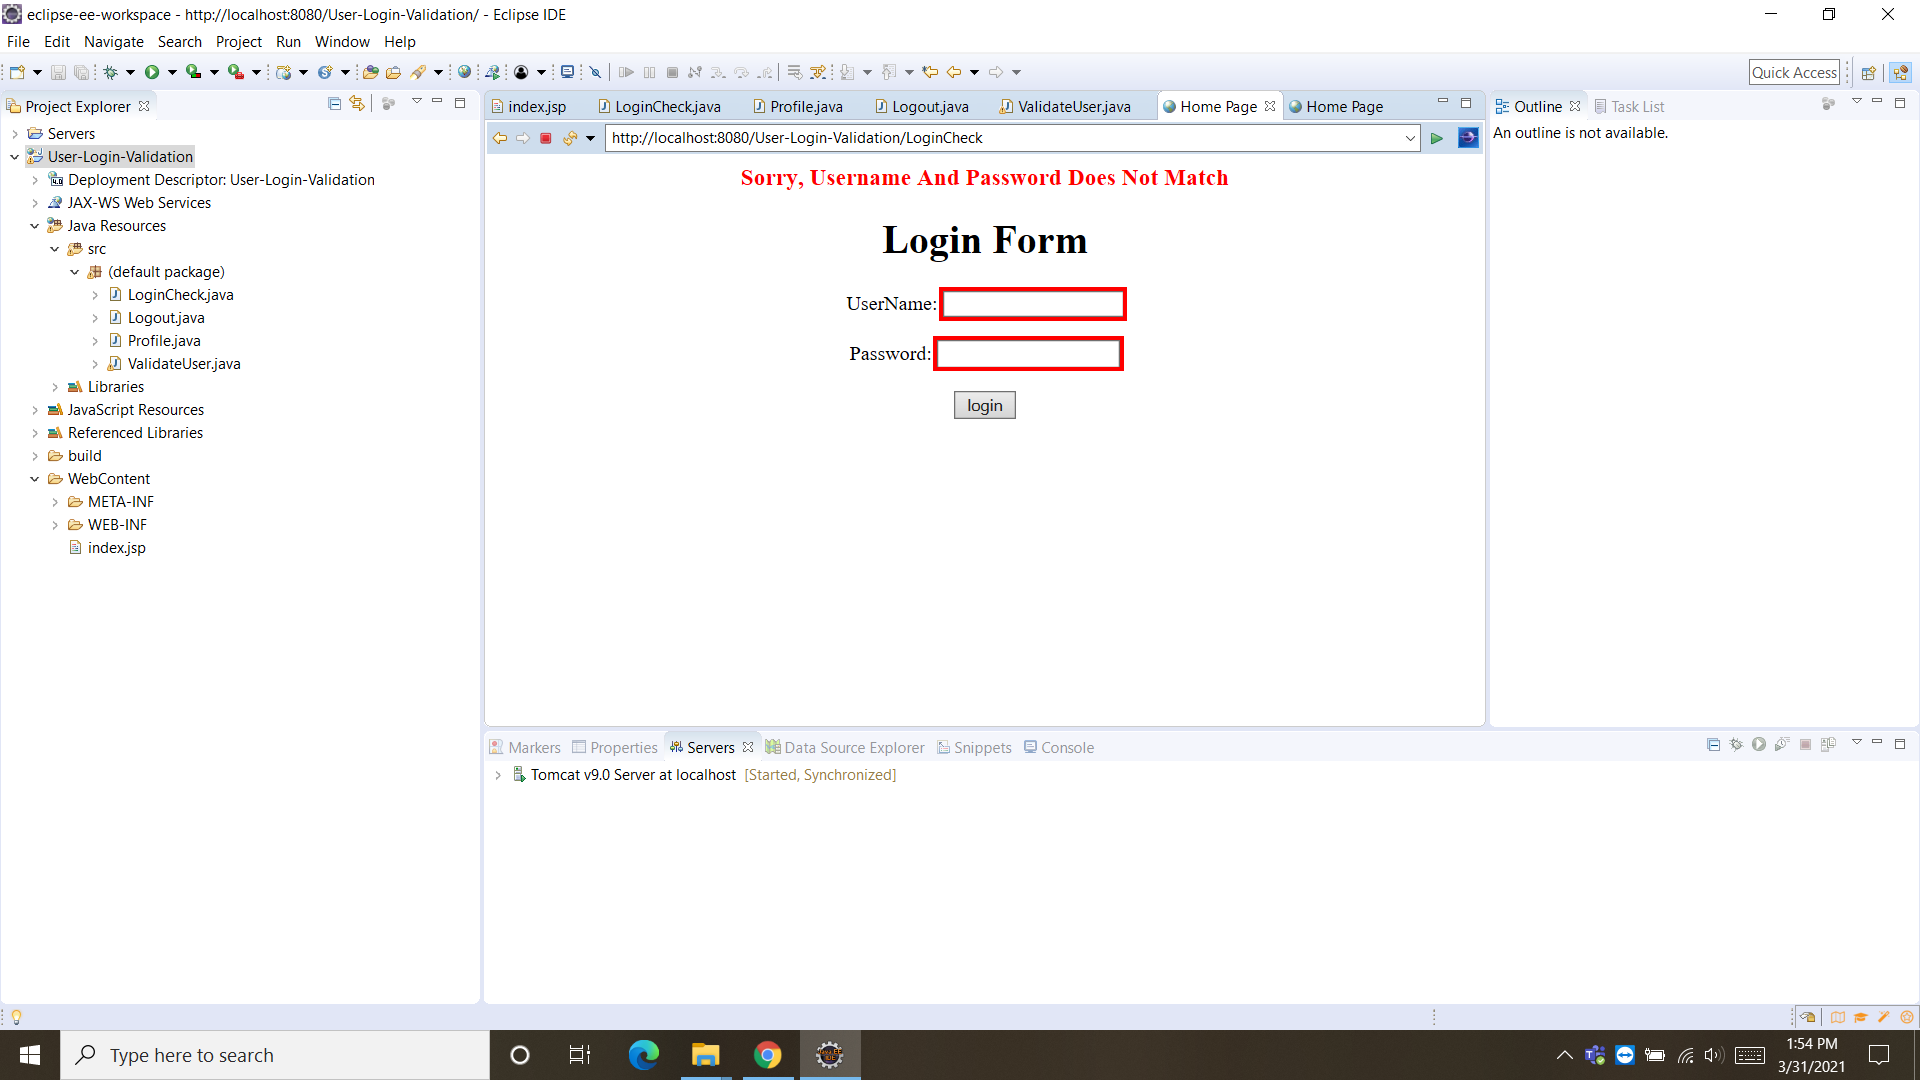 eclipse-ee-workspace - http://localhost:8080/User-Login-Validation/ - Eclipse IDE
File Edit Navigate Search Project Run Window Help
Quick Access
Project Explorer
index.jsp LoginCheck.java Profile.java Logout.java ValidateUser.java Home Page Home Page
Outline Task List
http://localhost:8080/User-Login-Validation/LoginCheck
An outline is not available.
Servers
User-Login-Validation
Deployment Descriptor: User-Login-Validation
JAX-WS Web Services
Java Resources
src
(default package)
LoginCheck.java
Logout.java
Profile.java
ValidateUser.java
Libraries
JavaScript Resources
Referenced Libraries
build
WebContent
META-INF
WEB-INF
index.jsp
Sorry, Username And Password Does Not Match
Login Form
UserName:
Password:
login
Markers Properties Servers Data Source Explorer Snippets Console
Tomcat v9.0 Server at localhost [Started, Synchronized]
Type here to search
1:54 PM
3/31/2021